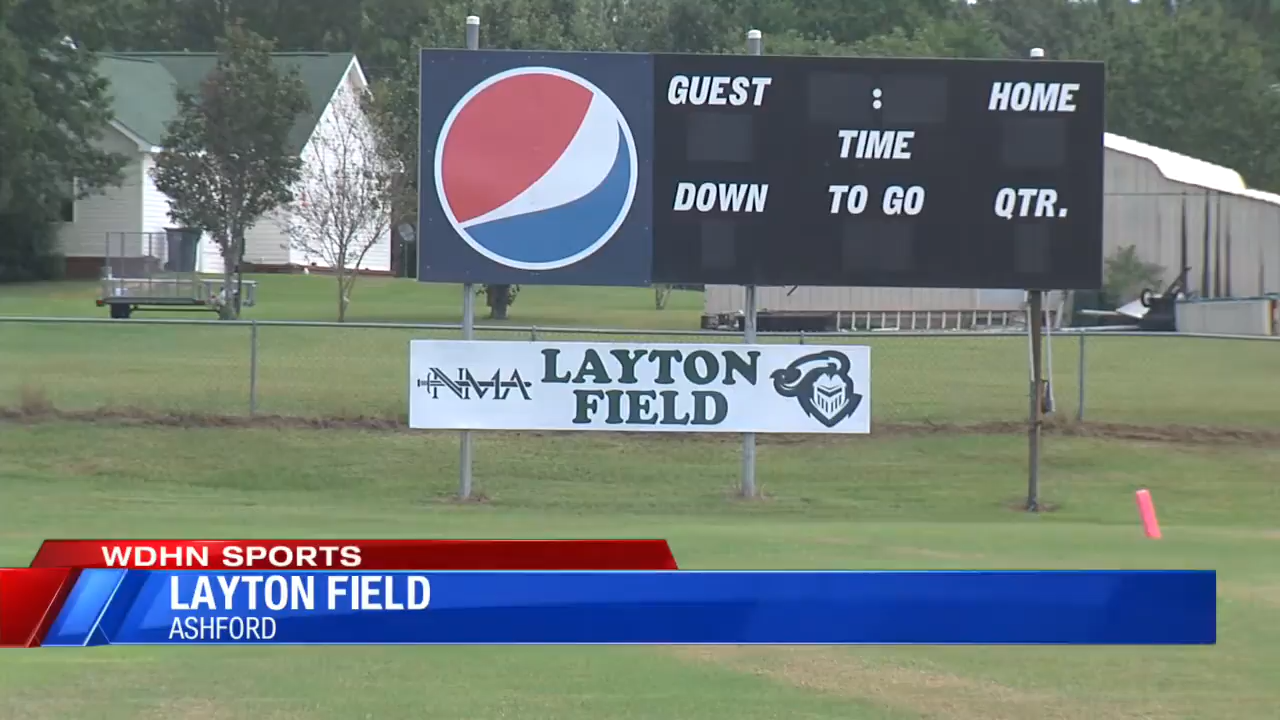 GUEST : HOME
TIME
DOWN TO GO QTR.
NMA LAYTON
FIELD
WDHN SPORTS
LAYTON FIELD
ASHFORD